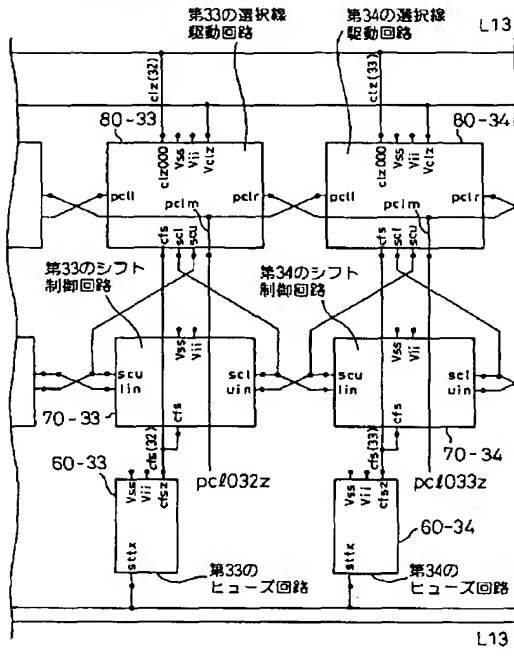 第33の選択線
駆動回路
第34の選択線
駆動回路
L13
clz(32)
clz(33)
80-33
80-34
clz000
Vss
Vii
Vclz
clz000
Vss
Vii
Vclz
pcll
pclr
pcll
pclr
pclm
pclm
cfs
scl
scu
cfs
scl
scu
第33のシフト
制御回路
第34のシフト
制御回路
Vss
Vii
Vss
Vii
scu
lin
scl
uin
scu
lin
scl
uin
cfs
cfs
70-33
70-34
cfs(32)
cfs(33)
60-33
pcl032z
pcl033z
Vss
Vii
cfsz
Vss
Vii
cfsz
60-34
sttx
sttx
第33の
ヒューズ回路
第34の
ヒューズ回路
L13